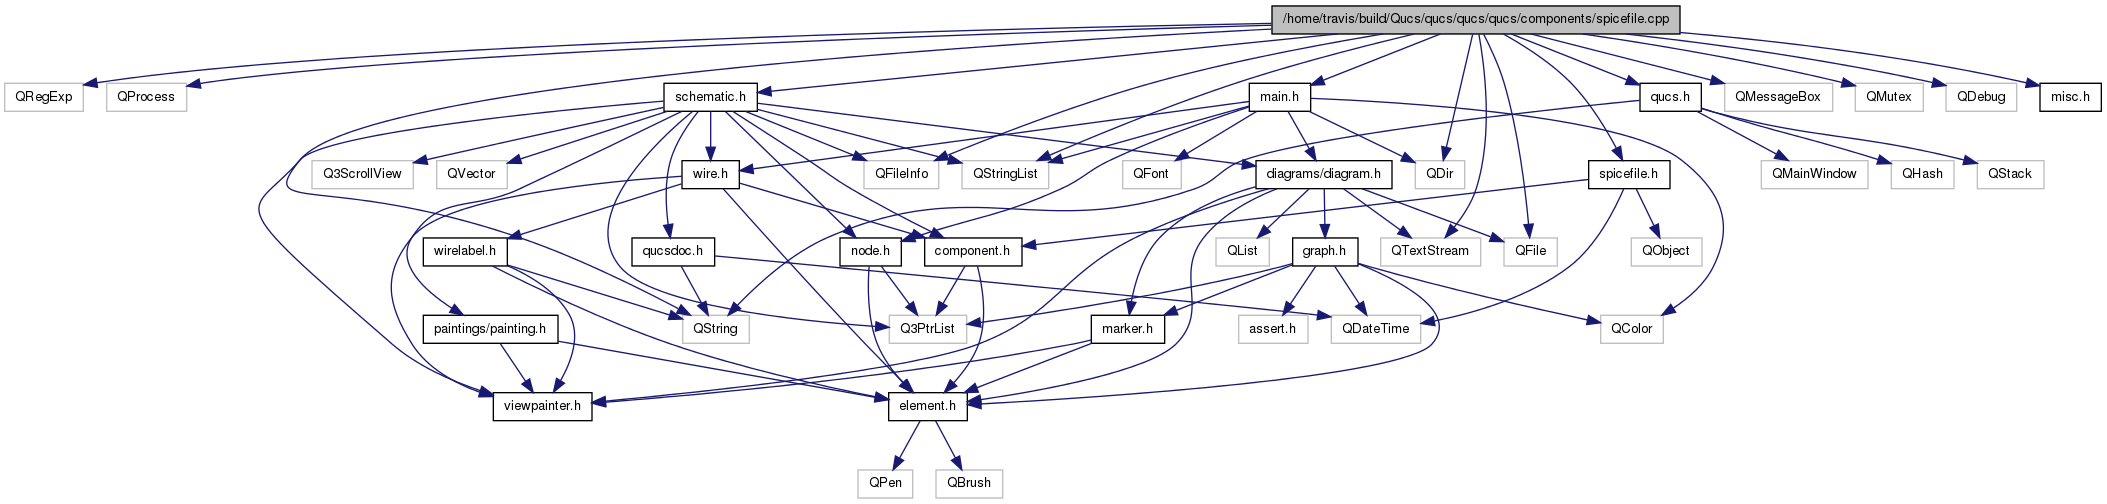 /home/travis/build/Qucs/qucs/qucs/qucs/components/spicefile.cpp
QRegExp
QProcess
schematic.h
main.h
qucs.h
QMessageBox
QMutex
QDebug
misc.h
Q3ScrollView
QVector
wire.h
QFileInfo
QStringList
QFont
diagrams/diagram.h
QDir
spicefile.h
QMainWindow
QHash
QStack
wirelabel.h
qucsdoc.h
node.h
component.h
QList
graph.h
QTextStream
QFile
QObject
paintings/painting.h
QString
Q3PtrList
marker.h
assert.h
QDateTime
QColor
viewpainter.h
element.h
QPen
QBrush